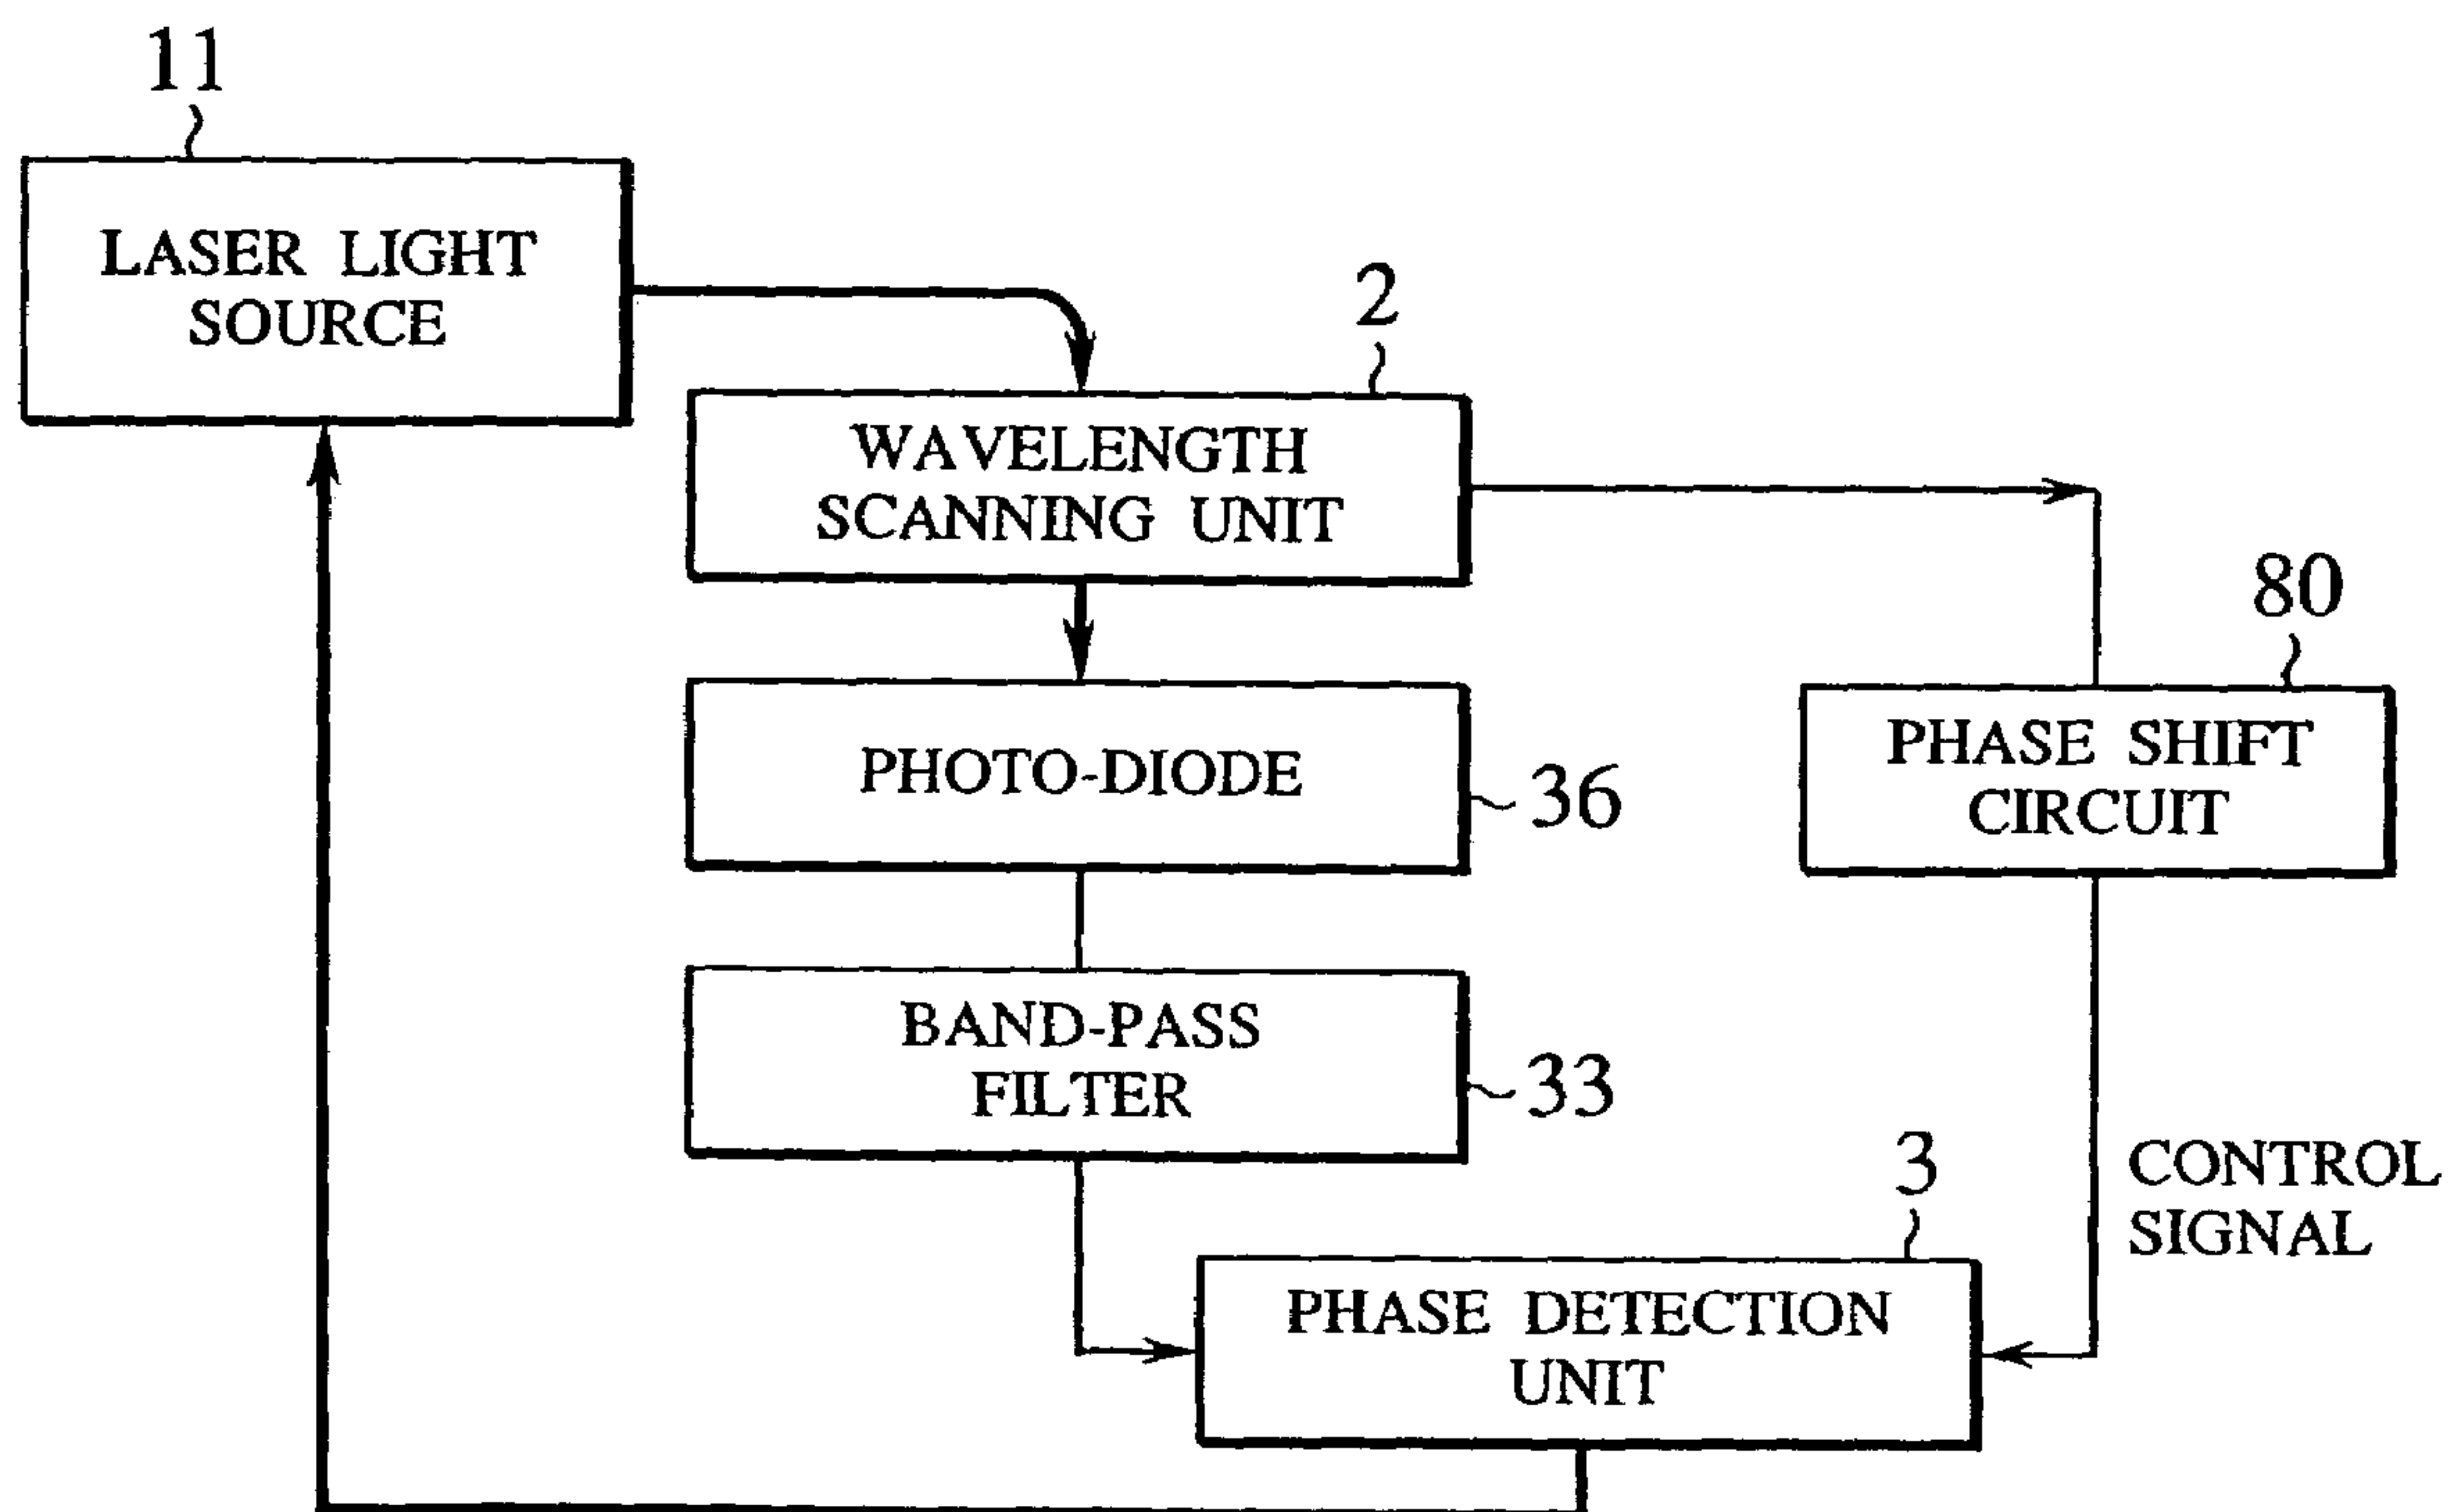 11
LASER LIGHT
SOURCE
2
WAVELENGTH
SCANNING UNIT
80
PHASE SHIFT
CIRCUIT
PHOTO-DIODE
36
BAND-PASS
FILTER
33
CONTROL
SIGNAL
3
PHASE DETECTION
UNIT